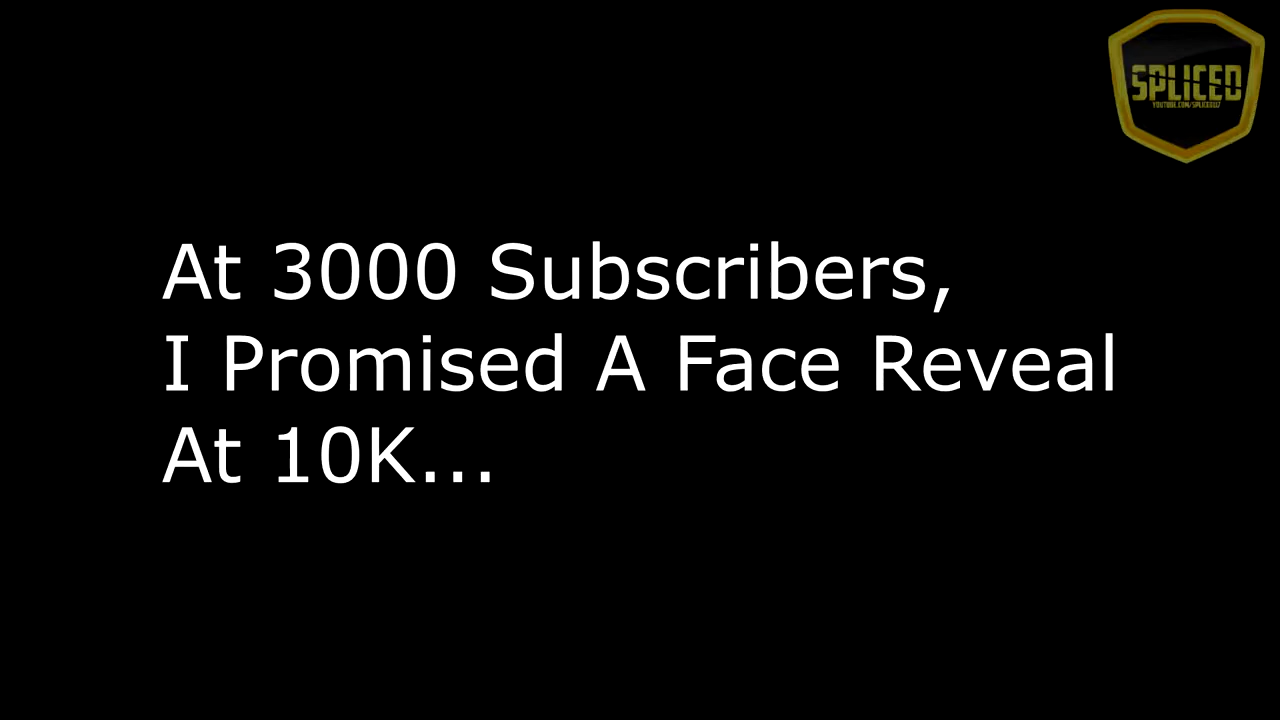 SPLICED
At 3000 Subscribers,
I Promised A Face Reveal
At 10K...